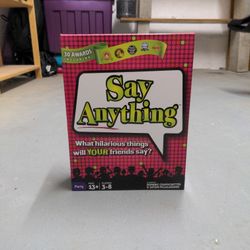 30 AWARDS
Say
Anything
What hilarious things
will YOUR friends say?
Party
13+
3-8